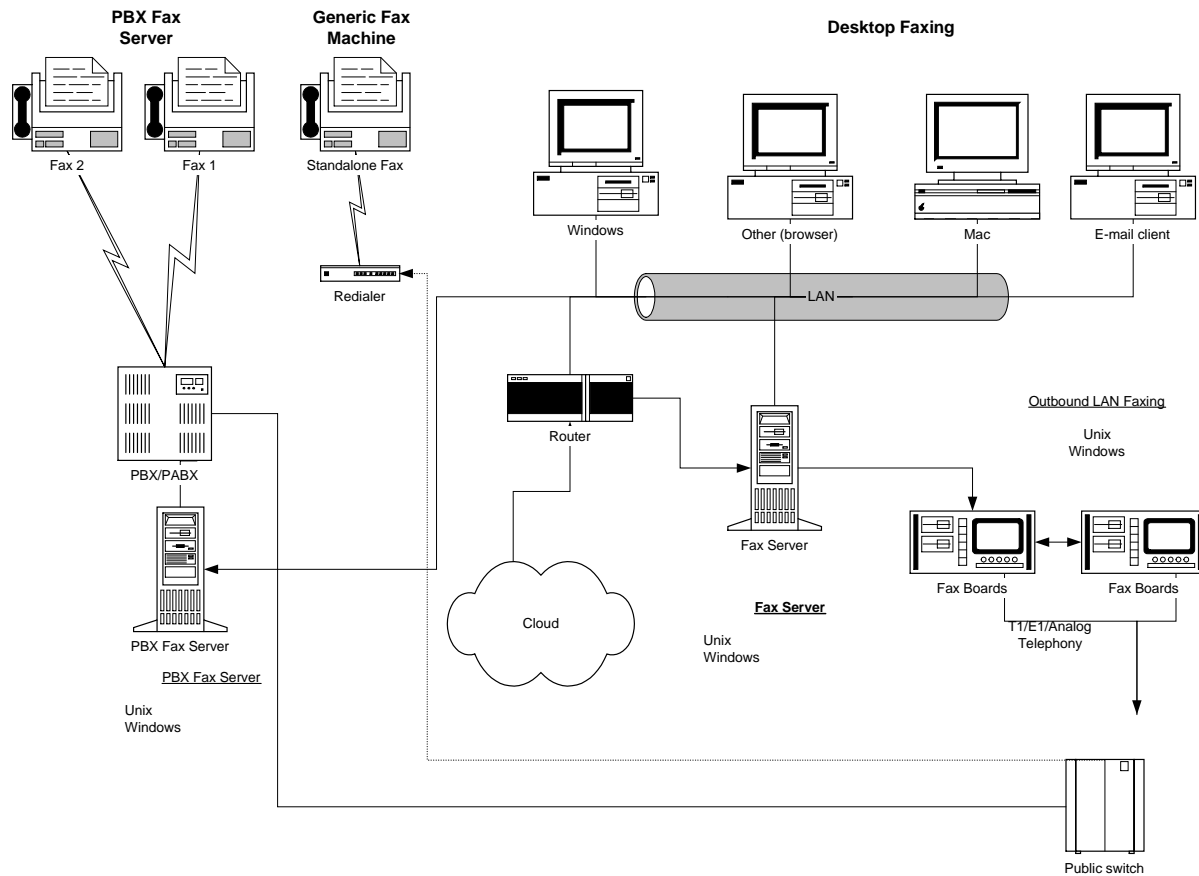 PBX Fax
Server
Generic Fax
Machine
Desktop Faxing
Fax 2
Fax 1
Standalone Fax
Windows
Other (browser)
Mac
E-mail client
Redialer
LAN
PBX/PABX
Router
Outbound LAN Faxing
Unix
Windows
Fax Server
Fax Boards
Fax Boards
PBX Fax Server
Cloud
Fax Server
Unix
Windows
T1/E1/Analog
Telephony
PBX Fax Server
Unix
Windows
Public switch